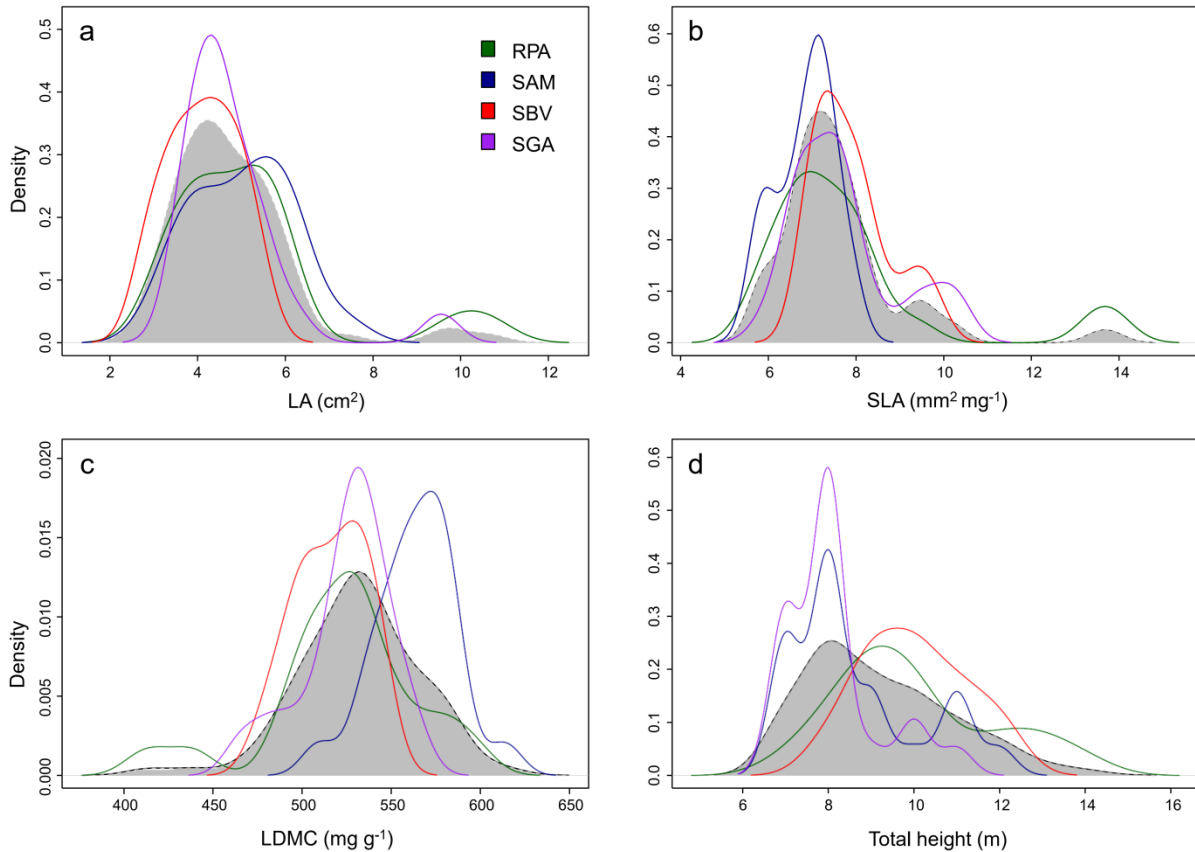 a
RPA
SAM
SBV
SGA
Density
0.0 0.1 0.2 0.3 0.4 0.5
2 4 6 8 10 12
LA (cm²)
b
0.0 0.1 0.2 0.3 0.4 0.5 0.6
4 6 8 10 12 14
SLA (mm² mg⁻¹)
c
Density
0.000 0.005 0.010 0.015 0.020
400 450 500 550 600 650
LDMC (mg g⁻¹)
d
0.0 0.1 0.2 0.3 0.4 0.5 0.6
6 8 10 12 14 16
Total height (m)